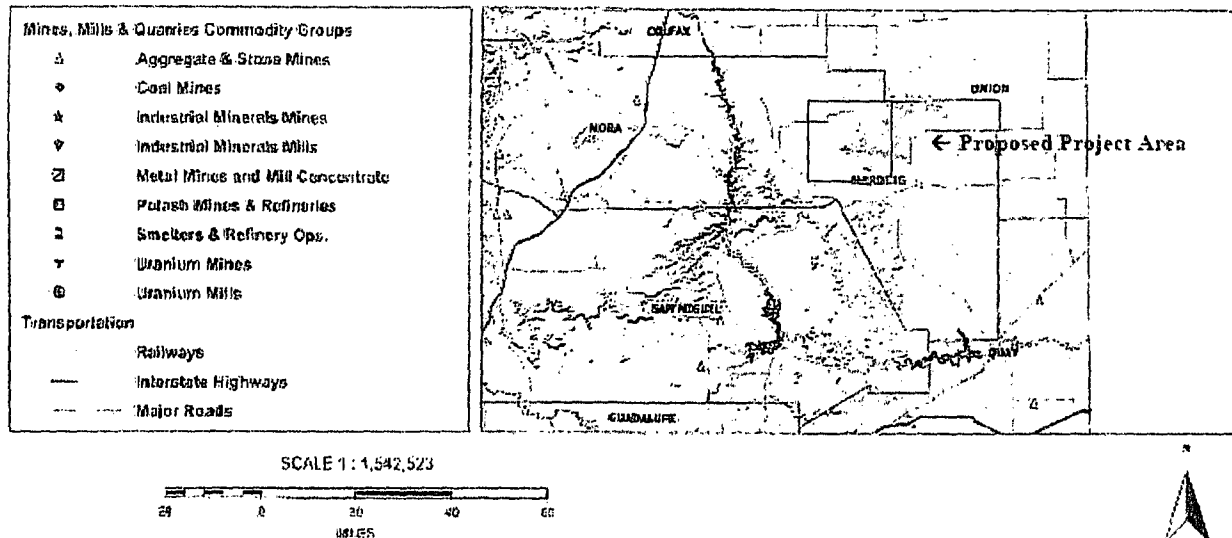 Mines, Mills & Quarries Commodity Groups
Aggregate & Stone Mines
Coal Mines
Industrial Minerals Mines
Industrial Minerals Mills
Metal Mines and Mill Concentrate
Potash Mines & Refineries
Smelters & Refinery Ops.
Uranium Mines
Uranium Mills
Transportation
Railways
Interstate Highways
Major Roads
COLFAX
UNION
MORA
← Proposed Project Area
HARDING
SAN MIGUEL
QUAY
GUADALUPE
SCALE 1 : 1,542,523
20 0 20 40 60
MILES
N